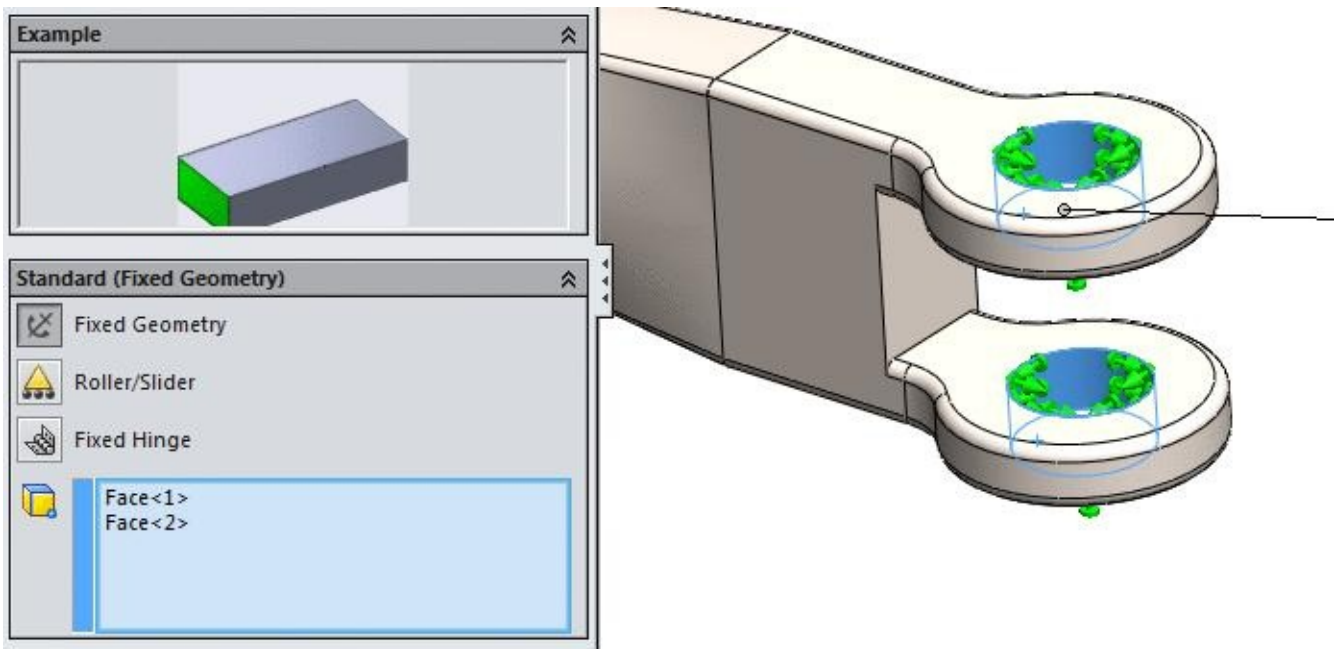 Example
Standard (Fixed Geometry)
Fixed Geometry
Roller/Slider
Fixed Hinge
Face<1>
Face<2>